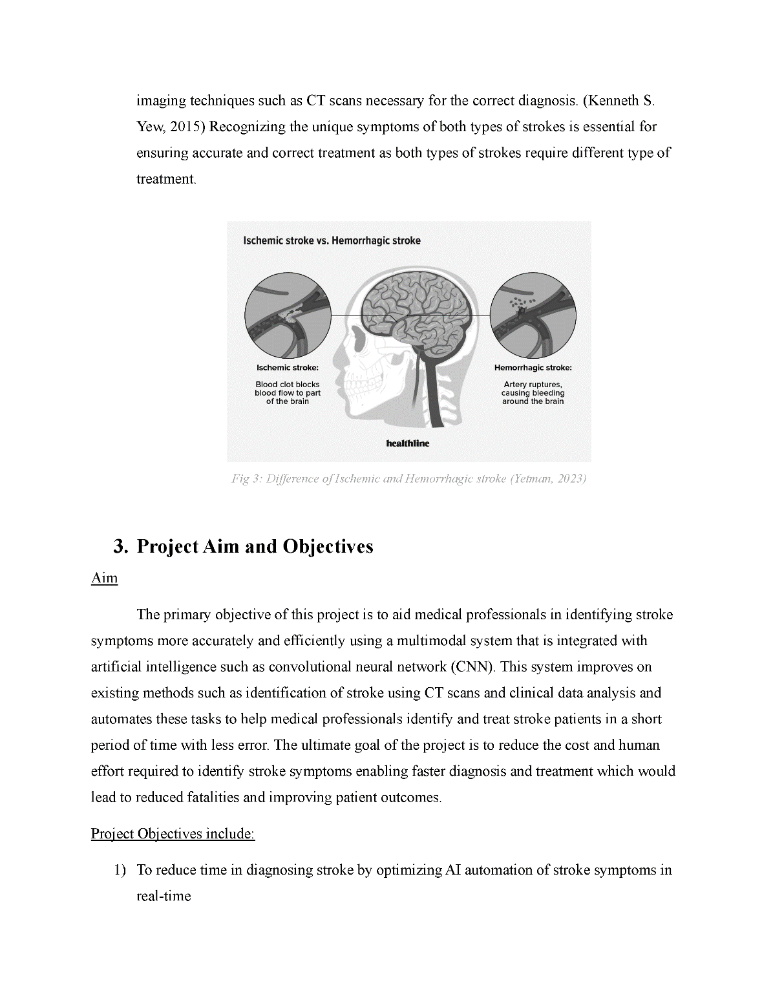 imaging techniques such as CT scans necessary for the correct diagnosis. (Kenneth S.
Yew, 2015) Recognizing the unique symptoms of both types of strokes is essential for
ensuring accurate and correct treatment as both types of strokes require different type of
treatment.
Ischemic stroke vs. Hemorrhagic stroke
Ischemic stroke:
Blood clot blocks
blood flow to part
of the brain
Hemorrhagic stroke:
Artery ruptures,
causing bleeding
around the brain
healthline
Fig 3: Difference of Ischemic and Hemorrhagic stroke (Yetman, 2023)
3. Project Aim and Objectives
Aim
The primary objective of this project is to aid medical professionals in identifying stroke
symptoms more accurately and efficiently using a multimodal system that is integrated with
artificial intelligence such as convolutional neural network (CNN). This system improves on
existing methods such as identification of stroke using CT scans and clinical data analysis and
automates these tasks to help medical professionals identify and treat stroke patients in a short
period of time with less error. The ultimate goal of the project is to reduce the cost and human
effort required to identify stroke symptoms enabling faster diagnosis and treatment which would
lead to reduced fatalities and improving patient outcomes.
Project Objectives include:
1) To reduce time in diagnosing stroke by optimizing AI automation of stroke symptoms in
real-time